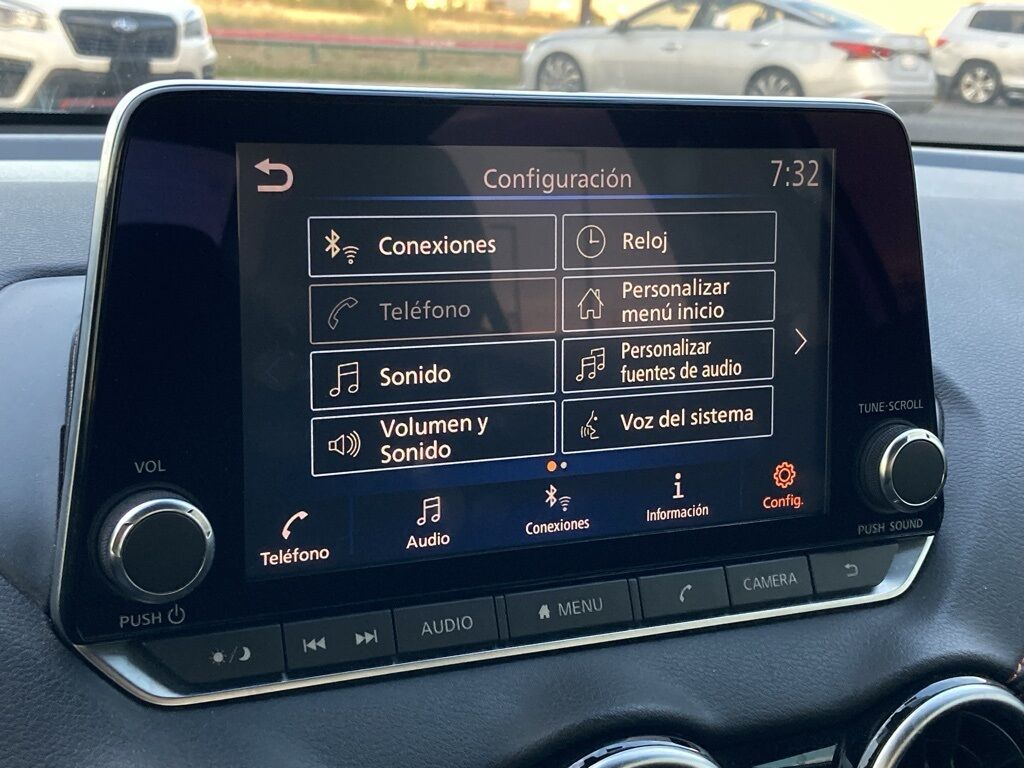 Configuración
7:32
Conexiones
Reloj
Teléfono
Personalizar
menú inicio
Sonido
Personalizar
fuentes de audio
Volumen y
Sonido
Voz del sistema
Teléfono
Audio
Conexiones
Información
Config.
VOL
PUSH
TUNE·SCROLL
PUSH SOUND
AUDIO
MENU
CAMERA